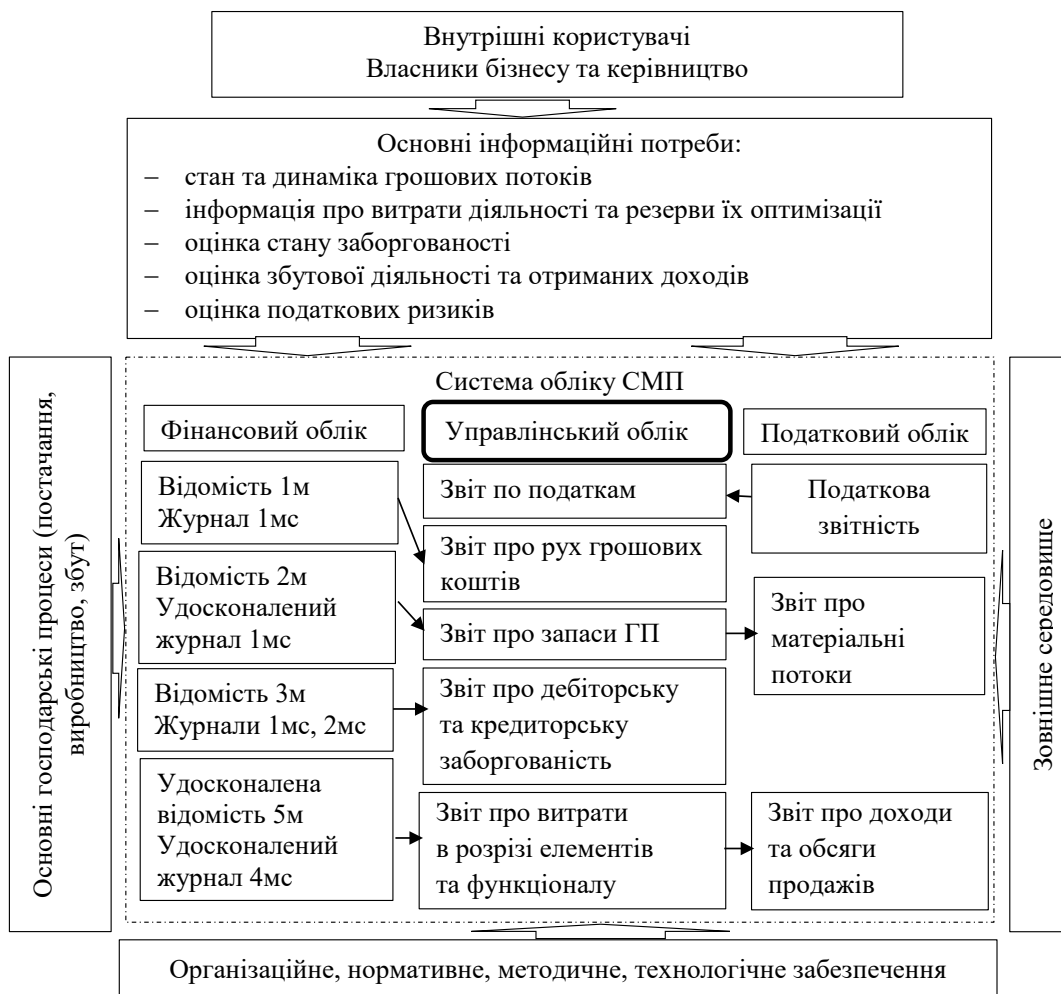 Внутрішні користувачі
Власники бізнесу та керівництво
Основні інформаційні потреби:
– стан та динаміка грошових потоків
– інформація про витрати діяльності та резерви їх оптимізації
– оцінка стану заборгованості
– оцінка збутової діяльності та отриманих доходів
– оцінка податкових ризиків
Основні господарські процеси (постачання,
виробництво, збут)
Система обліку СМП
Фінансовий облік
Управлінський облік
Податковий облік
Відомість 1м
Журнал 1мс
Звіт по податкам
Податкова
звітність
Звіт про рух грошових
коштів
Відомість 2м
Удосконалений
журнал 1мс
Звіт про запаси ГП
Звіт про
матеріальні
потоки
Відомість 3м
Журнали 1мс, 2мс
Звіт про дебіторську
та кредиторську
заборгованість
Удосконалена
відомість 5м
Удосконалений
журнал 4мс
Звіт про витрати
в розрізі елементів
та функціоналу
Звіт про доходи
та обсяги
продажів
Зовнішнє середовище
Організаційне, нормативне, методичне, технологічне забезпечення